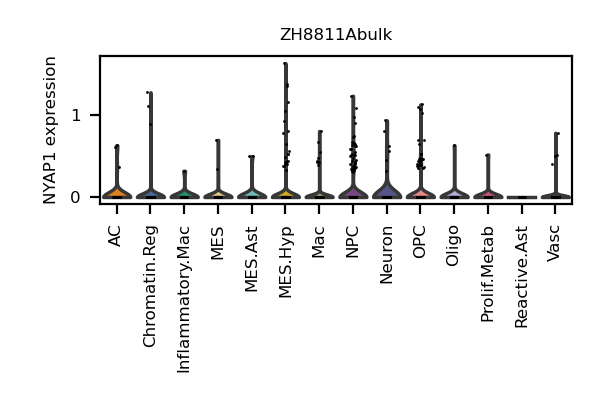 ZH8811Abulk
NYAP1 expression
1
0
AC
Chromatin.Reg
Inflammatory.Mac
MES
MES.Ast
MES.Hyp
Mac
NPC
Neuron
OPC
Oligo
Prolif.Metab
Reactive.Ast
Vasc